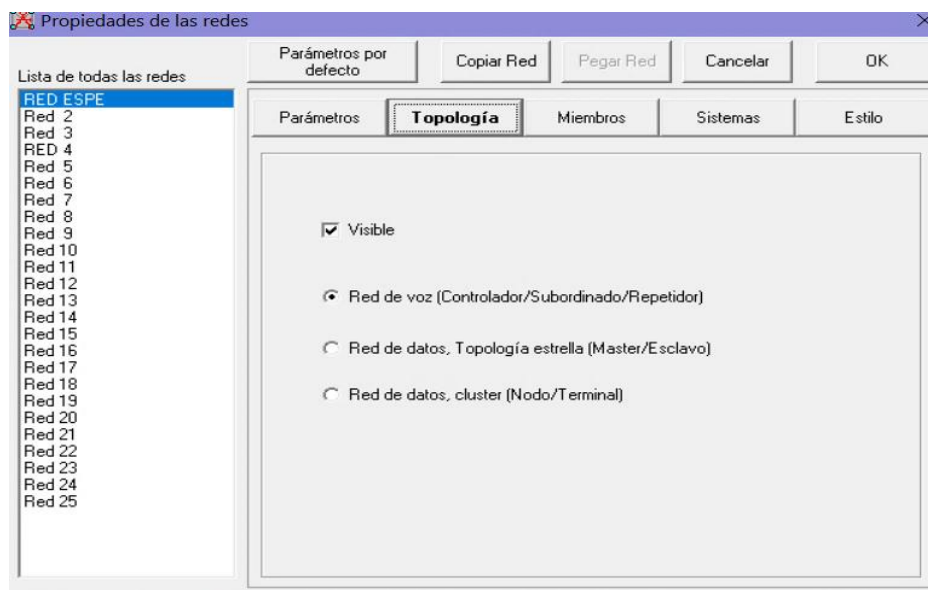 Propiedades de las redes
Parámetros por defecto
Copiar Red
Pegar Red
Cancelar
OK
Lista de todas las redes
RED ESPE
Red 2
Red 3
RED 4
Red 5
Red 6
Red 7
Red 8
Red 9
Red 10
Red 11
Red 12
Red 13
Red 14
Red 15
Red 16
Red 17
Red 18
Red 19
Red 20
Red 21
Red 22
Red 23
Red 24
Red 25
Parámetros
Topología
Miembros
Sistemas
Estilo
Visible
Red de voz (Controlador/Subordinado/Repetidor)
Red de datos, Topología estrella (Master/Esclavo)
Red de datos, cluster (Nodo/Terminal)